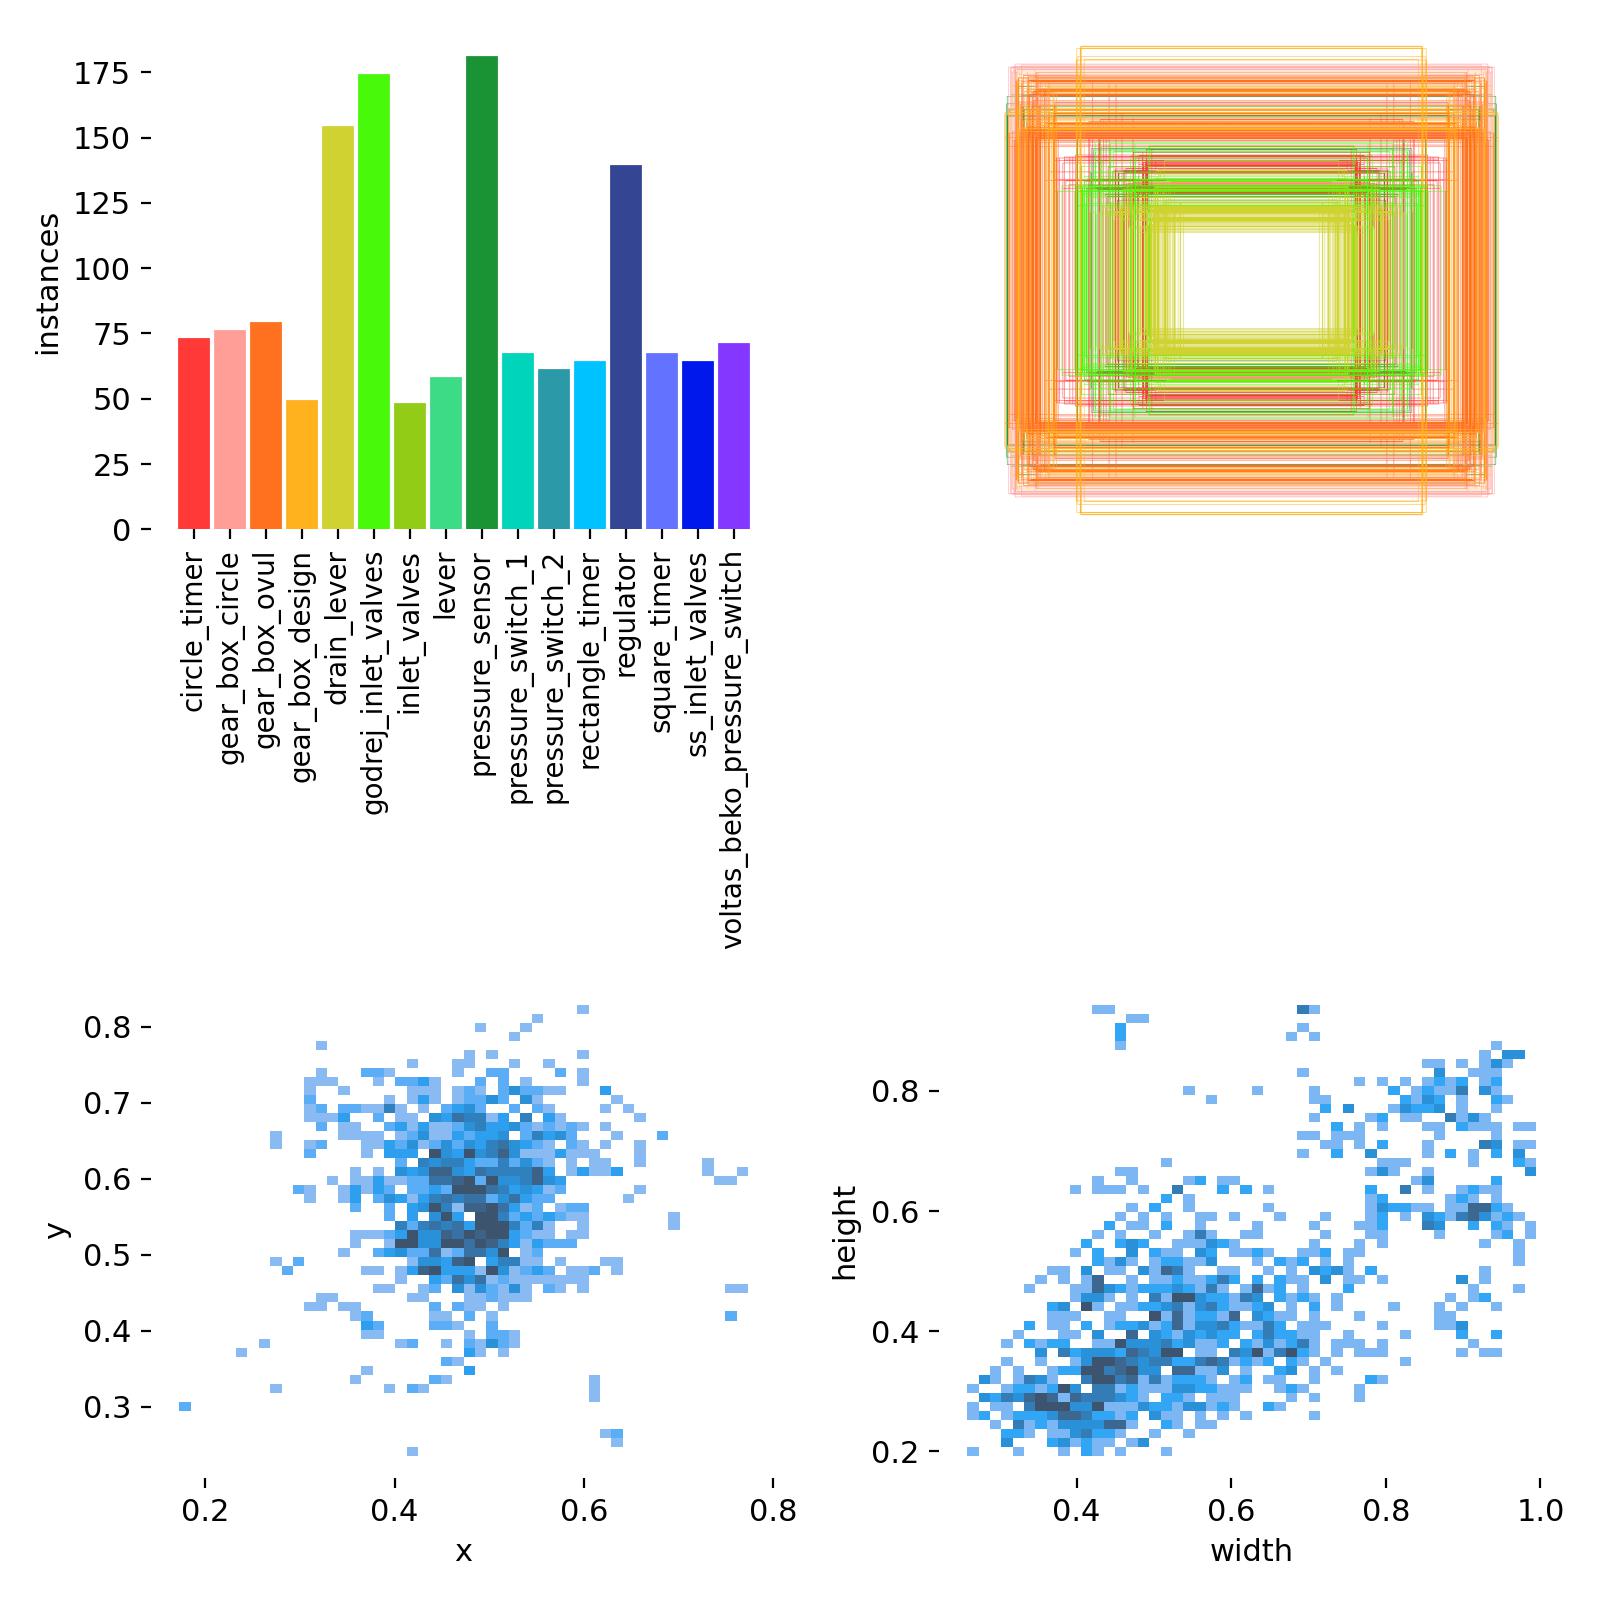 175
150
125
100
75
50
25
0
instances
circle_timer
gear_box_circle
gear_box_ovul
gear_box_design
drain_lever
godrej_inlet_valves
inlet_valves
lever
pressure_sensor
pressure_switch_1
pressure_switch_2
rectangle_timer
regulator
square_timer
ss_inlet_valves
voltas_beko_pressure_switch
0.8
0.7
0.6
0.5
0.4
0.3
y
0.2 0.4 0.6 0.8
x
0.8
0.6
0.4
0.2
height
0.4 0.6 0.8 1.0
width